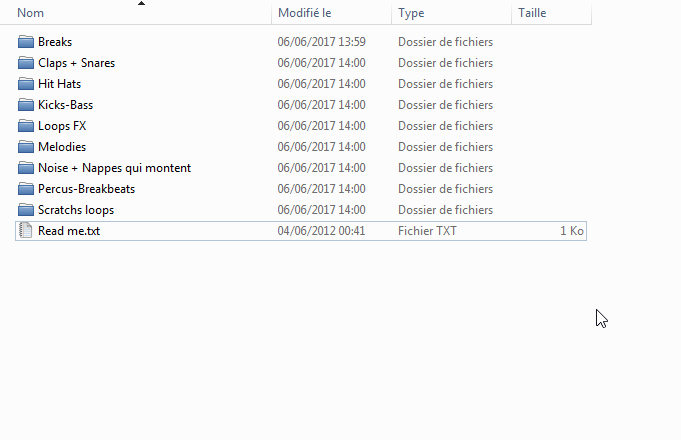 Nom Modifié le Type Taille
Breaks 06/06/2017 13:59 Dossier de fichiers
Claps + Snares 06/06/2017 14:00 Dossier de fichiers
Hit Hats 06/06/2017 14:00 Dossier de fichiers
Kicks-Bass 06/06/2017 14:00 Dossier de fichiers
Loops FX 06/06/2017 14:00 Dossier de fichiers
Melodies 06/06/2017 14:00 Dossier de fichiers
Noise + Nappes qui montent 06/06/2017 14:00 Dossier de fichiers
Percus-Breakbeats 06/06/2017 14:00 Dossier de fichiers
Scratchs loops 06/06/2017 14:00 Dossier de fichiers
Read me.txt 04/06/2012 00:41 Fichier TXT 1 Ko